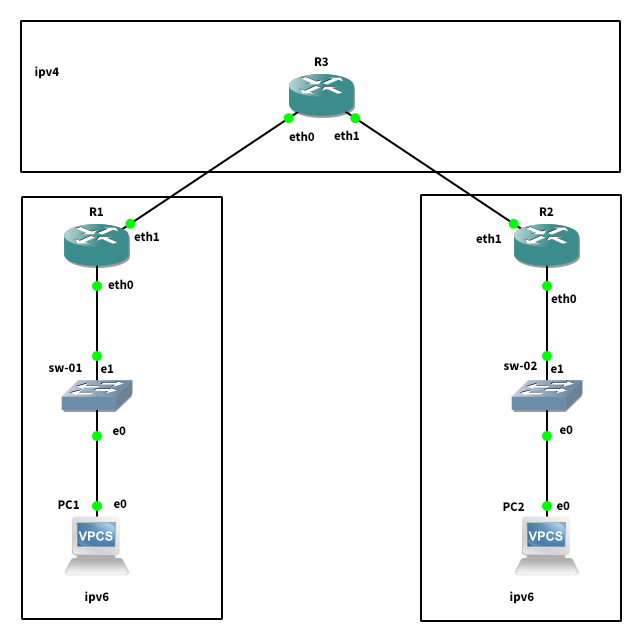 R3
ipv4
eth0
eth1
R1
eth1
eth0
sw-01
e1
e0
PC1
e0
VPCS
ipv6
R2
eth1
eth0
sw-02
e1
e0
PC2
e0
VPCS
ipv6